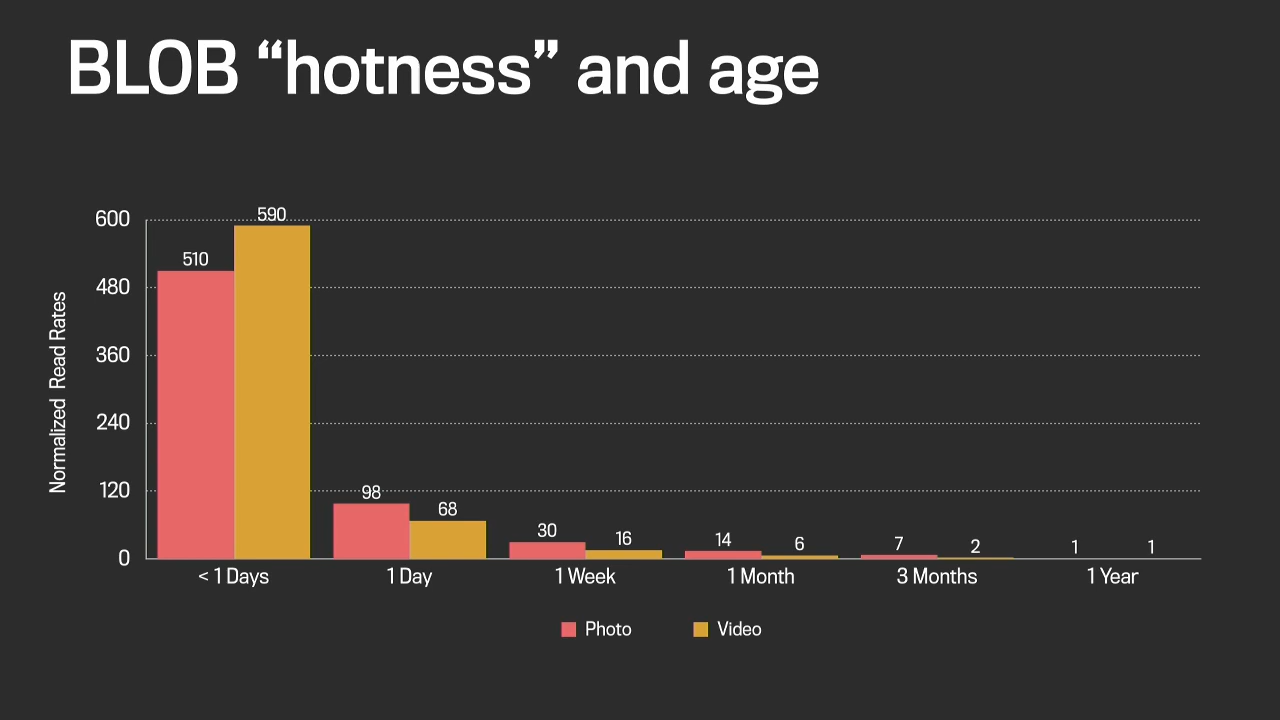 BLOB “hotness” and age
Normalized Read Rates
600
480
360
240
120
0
510
590
98
68
30
16
14
6
7
2
1
1
< 1 Days
1 Day
1 Week
1 Month
3 Months
1 Year
Photo
Video